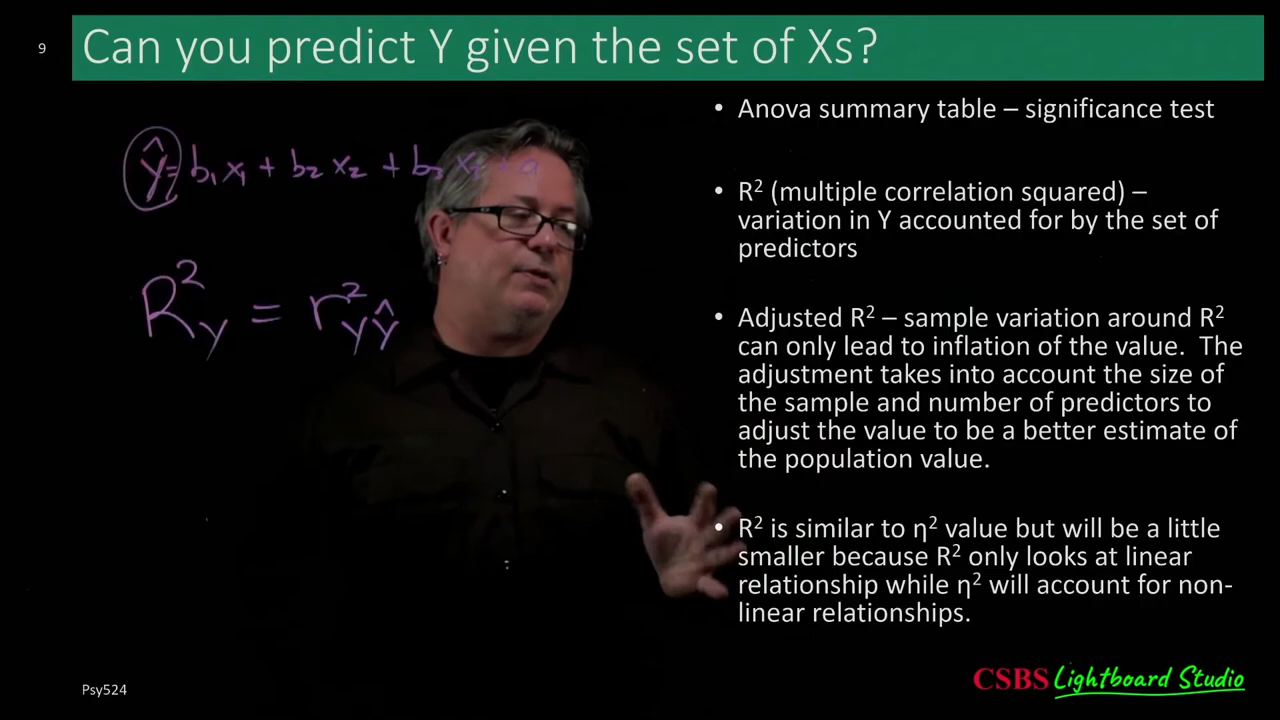 9
Can you predict Y given the set of Xs?
Ŷ = b₁x₁ + b₂x₂ + b₃ + a
R²Y = r²YŶ
• Anova summary table – significance test
• R² (multiple correlation squared) –
variation in Y accounted for by the set of
predictors
• Adjusted R² – sample variation around R²
can only lead to inflation of the value. The
adjustment takes into account the size of
the sample and number of predictors to
adjust the value to be a better estimate of
the population value.
• R² is similar to η² value but will be a little
smaller because R² only looks at linear
relationship while η² will account for non-
linear relationships.
Psy524
CSBS Lightboard Studio